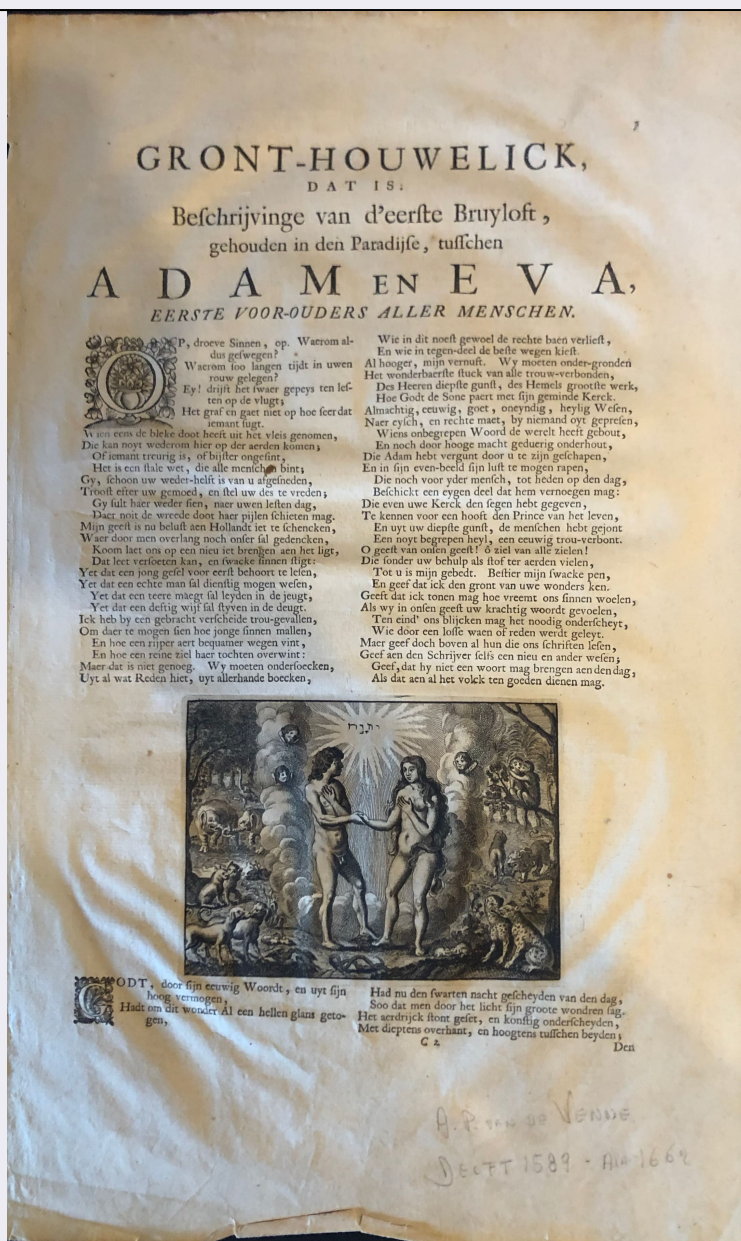 GRONT-HOUWELICK,
DAT IS:
Beſchrijvinge van d'eerſte Bruyloft,
gehouden in den Paradijſe, tuſſchen
ADAM EN EVA,
EERSTE VOOR-OUDERS ALLER MENSCHEN.
OP, droeve Sinnen, op. Waerom al-
dus geſwegen?
Waerom ſoo langen tijdt in uwen
rouw gelegen?
Ey! drijft het ſwaer gepeys ten leſ-
ten op de vlugt;
Het graf en gaet niet op hoe ſeer dat
iemant ſugt.
Wien eens de bleke doot heeft uit het vleis genomen,
Die kan noyt wederom hier op der aerden komen;
Of iemant treurig is, of bijſter ongeſint,
Het is een ſtale wet, die alle menſchen bint;
Gy, ſchoon uw weder-helft is van u afgeſneden,
Trooſt eſter uw gemoed, en ſtel uw des te vreden;
Gy ſult haer weder ſien, naer uwen leſten dag,
Daer noit de wreede doot haer pijlen ſchieten mag.
Mijn geeſt is nu beluſt aen Hollandt iet te ſchencken,
Waer door men overlang noch onſer ſal gedencken,
Koom laet ons op een nieu iet brengen aen het ligt,
Dat leet verſoeten kan, en ſwacke ſinnen ſtigt:
Yet dat een jong geſel voor eerſt behoort te leſen,
Yet dat een echte man ſal dienſtig mogen weſen,
Yet dat een teere maegt ſal leyden in de jeugt,
Yet dat een deftig wijf ſal ſtyven in de deugt.
Ick heb by een gebracht verſcheide trou-gevallen,
Om daer te mogen ſien hoe jonge ſinnen mallen,
En hoe een rijper aert bequamer wegen vint,
En hoe een reine ziel haer tochten overwint:
Maer dat is niet genoeg. Wy moeten onderſoecken,
Uyt al wat Reden hiet, uyt allerhande boecken,
Wie in dit noeſt gewoel de rechte baen verlieſt,
En wie in tegen-deel de beſte wegen kieſt.
Al hooger, mijn vernuft. Wy moeten onder-gronden
Het wonderbaerſte ſtuck van alle trouw-verbonden,
Des Heeren diepſte gunſt, des Hemels grootſte werk,
Hoe Godt de Sone paert met ſijn geminde Kerck.
Almachtig, eeuwig, goet, oneyndig, heylig Weſen,
Naer eyſch, en rechte maet, by niemand oyt gepreſen,
Wiens onbegrepen Woord de werelt heeft gebout,
En noch door hooge macht geduerig onderhout,
Die Adam hebt vergunt door u te zijn geſchapen,
En in ſijn even-beeld ſijn luſt te mogen rapen,
Die noch voor yder menſch, tot heden op den dag,
Beſchickt een eygen deel dat hem vernoegen mag:
Die even uwe Kerck den ſegen hebt gegeven,
Te kennen voor een hooft den Prince van het leven,
En uyt uw diepſte gunſt, de menſchen hebt gejont
Een noyt begrepen heyl, een eeuwig trou-verbont.
O geeſt van onſen geeſt! ô ziel van alle zielen!
Die ſonder uw behulp als ſtof ter aerden vielen,
Tot u is mijn gebedt. Beſtier mijn ſwacke pen,
En geef dat ick den gront van uwe wonders ken.
Geeft dat ick tonen mag hoe vreemt ons ſinnen woelen,
Als wy in onſen geeſt uw krachtig woordt gevoelen,
Ten eind' ons blijcken mag het noodig onderſcheyt,
Wie door een loſſe waen of reden werdt geleyt.
Maer geef doch boven al hun die ons ſchriften leſen,
Geef aen den Schrijver ſelfs een nieu en ander weſen;
Geef, dat hy niet een woort mag brengen aen den dag,
Als dat aen al het volck ten goeden dienen mag.
יהוה
GODT, door ſijn eeuwig Woordt, en uyt ſijn
hoog vermogen,
Hadt om dit wonder Al een hellen glans geto-
gen,
Had nu den ſwarten nacht geſcheyden van den dag,
Soo dat men door het licht ſijn groote wondren ſag.
Het aerdrijck ſtont geſet, en konſtig onderſcheyden,
Met dieptens overhant, en hoogtens tuſſchen beyden;
C 2
Den
A. P. van de VENNE
DELFT 1589 - 1662